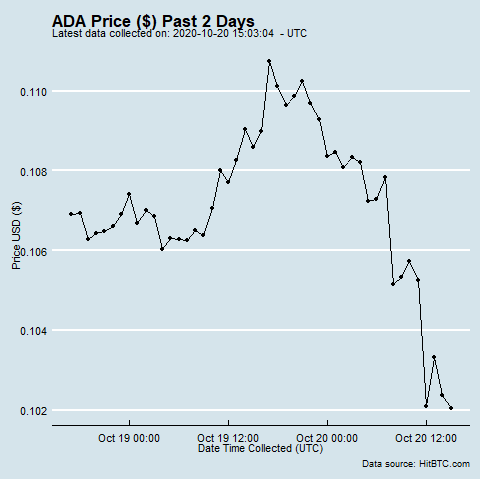 ADA Price ($) Past 2 Days
Latest data collected on: 2020-10-20 15:03:04  - UTC
0.110
0.108
0.106
0.104
0.102
Price USD ($)
Oct 19 00:00
Oct 19 12:00
Oct 20 00:00
Oct 20 12:00
Date Time Collected (UTC)
Data source: HitBTC.com